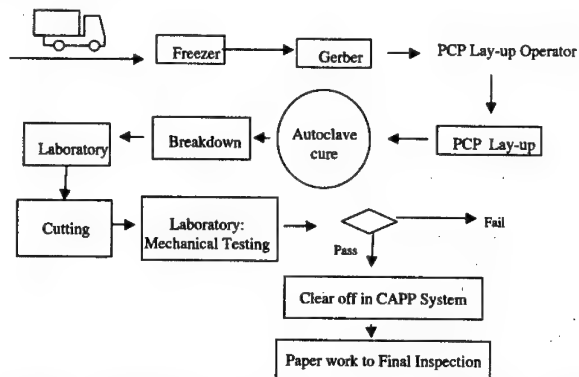 Freezer
Gerber
PCP Lay-up Operator
PCP Lay-up
Autoclave
cure
Breakdown
Laboratory
Cutting
Laboratory:
Mechanical Testing
Fail
Pass
Clear off in CAPP System
Paper work to Final Inspection